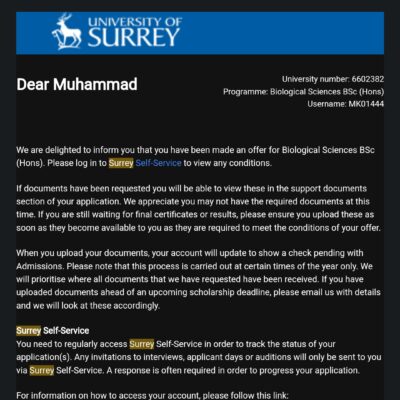 UNIVERSITY OF
SURREY
Dear Muhammad
University number: 6602382
Programme: Biological Sciences BSc (Hons)
Username: MK01444
We are delighted to inform you that you have been made an offer for Biological Sciences BSc
(Hons). Please log in to Surrey Self-Service to view any conditions.
If documents have been requested you will be able to view these in the support documents
section of your application. We appreciate you may not have the required documents at this
time. If you are still waiting for final certificates or results, please ensure you upload these as
soon as they become available to you as they are required to meet the conditions of your offer.
When you upload your documents, your account will update to show a check pending with
Admissions. Please note that this process is carried out at certain times of the year only. We
will prioritise where all documents that we have requested have been received. If you have
uploaded documents ahead of an upcoming scholarship deadline, please email us with details
and we will look at these accordingly.
Surrey Self-Service
You need to regularly access Surrey Self-Service in order to track the status of your
application(s). Any invitations to interviews, applicant days or auditions will only be sent to you
via Surrey Self-Service. A response is often required in order to progress your application.
For information on how to access your account, please follow this link: